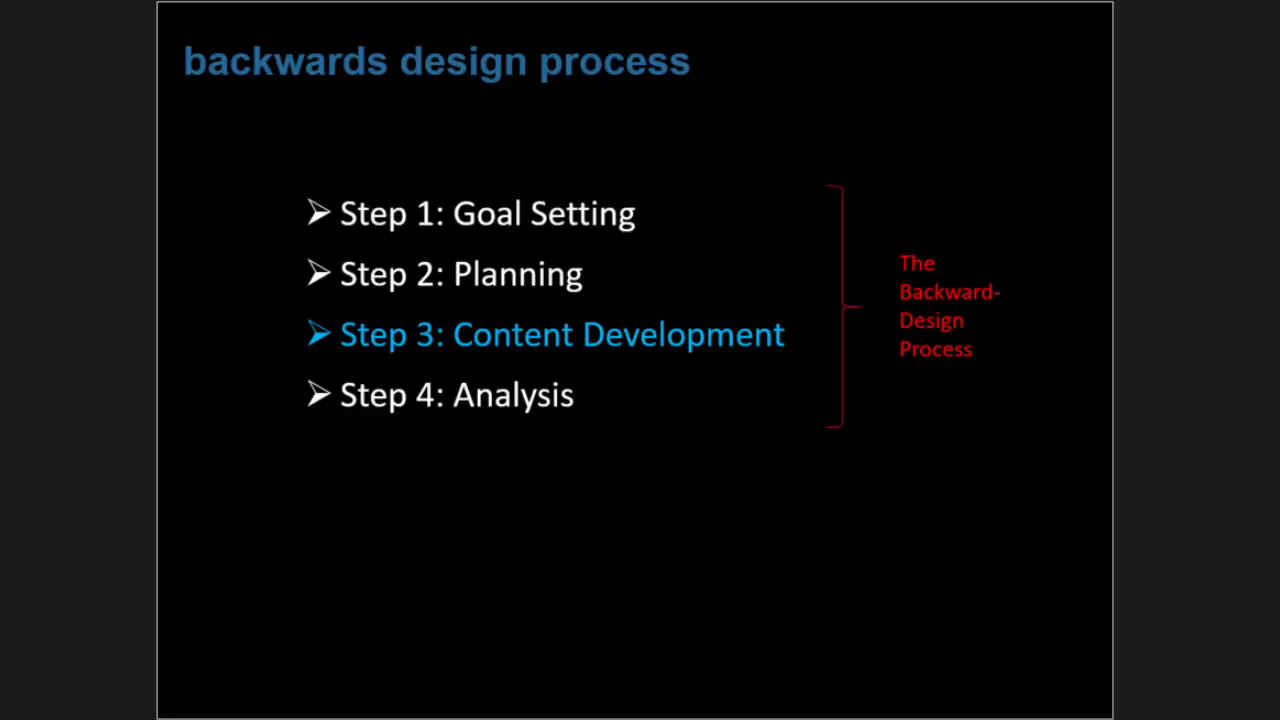 backwards design process
➢ Step 1: Goal Setting
➢ Step 2: Planning
➢ Step 3: Content Development
➢ Step 4: Analysis
The
Backward-
Design
Process